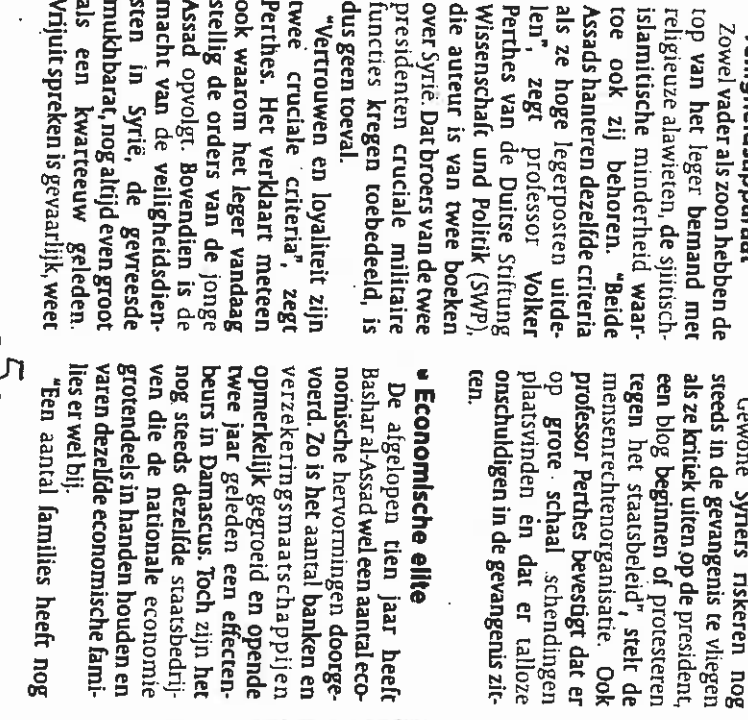 Zowel vader als zoon hebben de
top van het leger bemand met
religieuze alawieten, de sjiitisch-
islamitische minderheid waar-
toe ook zij behoren. “Beide
Assads hanteren dezelfde criteria
als ze hoge legerposten uitde-
len”, zegt professor Volker
Perthes van de Duitse Stiftung
Wissenschaft und Politik (SWP),
die auteur is van twee boeken
over Syrië. Dat broers van de twee
presidenten cruciale militaire
functies kregen toebedeeld, is
dus geen toeval.
“Vertrouwen en loyaliteit zijn
twee cruciale criteria”, zegt
Perthes. Het verklaart meteen
ook waarom het leger vandaag
stellig de orders van de jonge
Assad opvolgt. Bovendien is de
macht van de veiligheidsdien-
sten in Syrië, de gevreesde
mukhbarat, nog altijd even groot
als een kwarteeuw geleden.
Vrijuit spreken is gevaarlijk, weet
Gewone Syriërs riskeren nog
steeds in de gevangenis te vliegen
als ze kritiek uiten op de president,
een blog beginnen of protesteren
tegen het staatsbeleid”, stelt de
mensenrechtenorganisatie. Ook
professor Perthes bevestigt dat er
op grote schaal schendingen
plaatsvinden en dat er talloze
onschuldigen in de gevangenis zit-
ten.
Economische elite
De afgelopen tien jaar heeft
Bashar al-Assad wel een aantal eco-
nomische hervormingen doorge-
voerd. Zo is het aantal banken en
verzekeringsmaatschappijen
opmerkelijk gegroeid en opende
twee jaar geleden een effecten-
beurs in Damascus. Toch zijn het
nog steeds dezelfde staatsbedrij-
ven die de nationale economie
grotendeels in handen houden en
varen dezelfde economische fami-
lies er wel bij.
“Een aantal families heeft nog